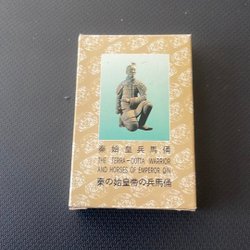 秦始皇兵馬俑
THE TERRA-COTTA WARRIOR
AND HORSES OF EMPEROR QIN
秦の始皇帝の兵馬俑